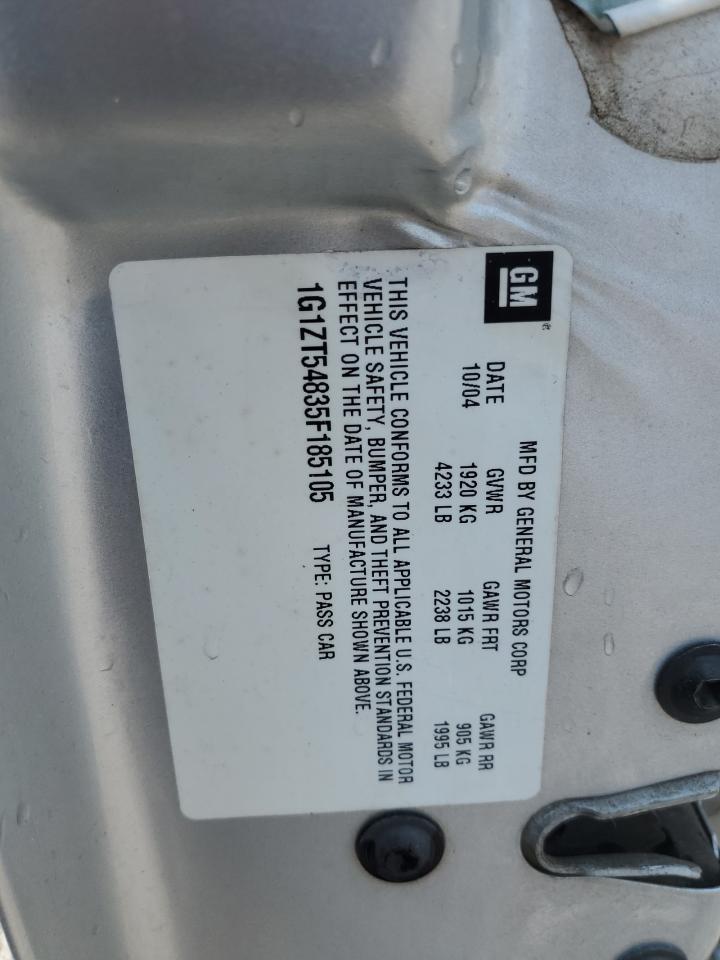 GM
MFD BY GENERAL MOTORS CORP
DATE GVWR GAWR FRT GAWR RR
10/04 1920 KG 1015 KG 905 KG
4233 LB 2238 LB 1995 LB
THIS VEHICLE CONFORMS TO ALL APPLICABLE U.S. FEDERAL MOTOR
VEHICLE SAFETY, BUMPER, AND THEFT PREVENTION STANDARDS IN
EFFECT ON THE DATE OF MANUFACTURE SHOWN ABOVE.
1G1ZT54835F185105 TYPE: PASS CAR